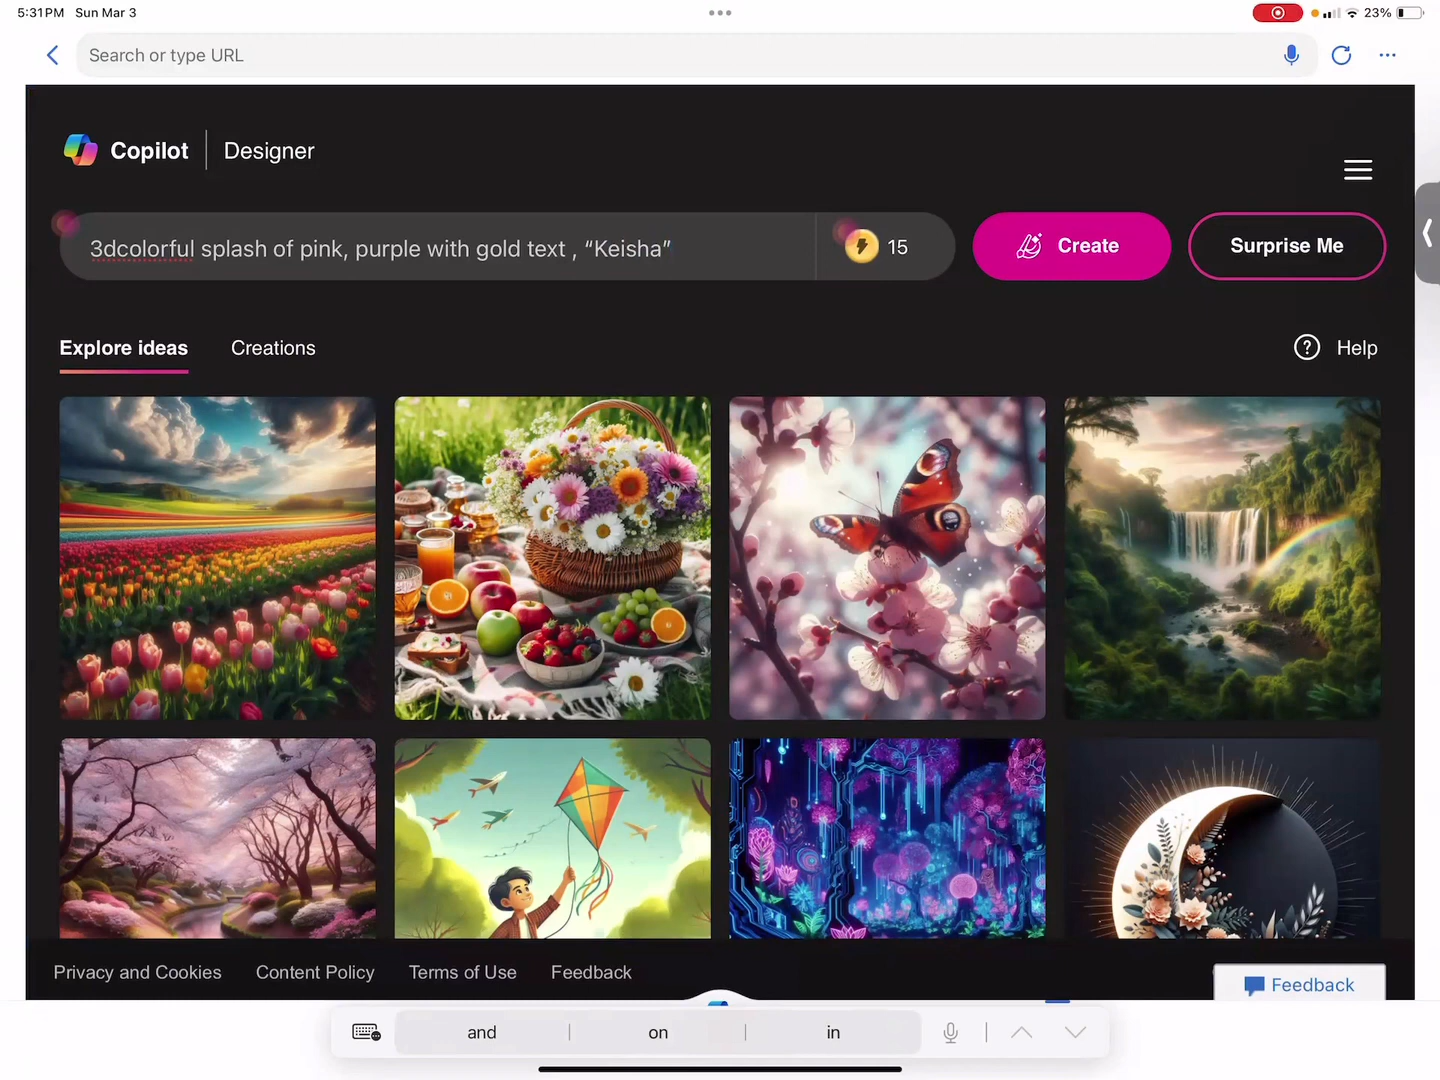 5:31PM Sun Mar 3
23%
Search or type URL
Copilot Designer
3dcolorful splash of pink, purple with gold text , “Keisha”
15
Create
Surprise Me
Explore ideas
Creations
Help
Privacy and Cookies
Content Policy
Terms of Use
Feedback
Feedback
and
on
in